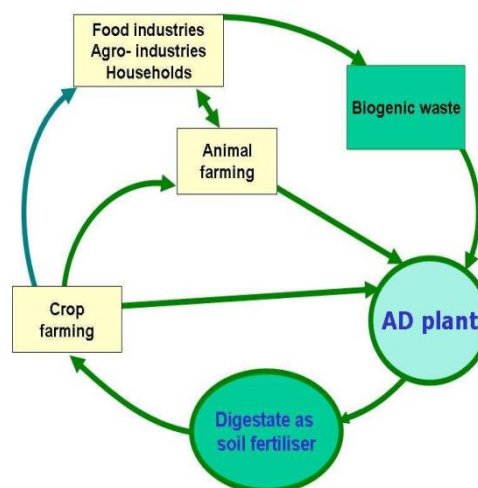 Food industries
Agro- industries
Households
Biogenic waste
Animal
farming
Crop
farming
AD plant
Digestate as
soil fertiliser